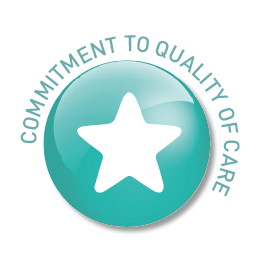 COMMITMENT TO QUALITY OF CARE